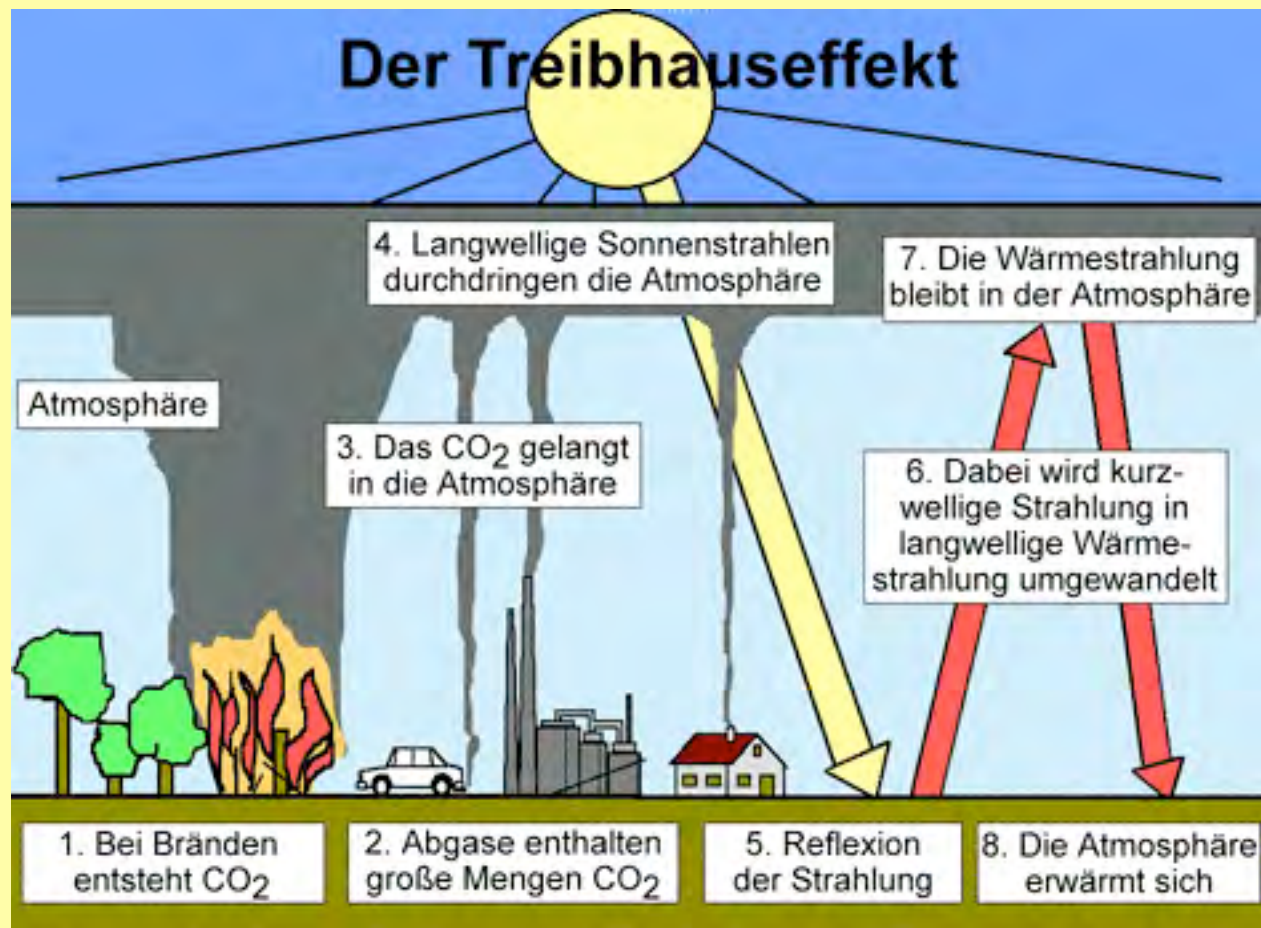 Der Treibhauseffekt
4. Langwellige Sonnenstrahlen
durchdringen die Atmosphäre
7. Die Wärmestrahlung
bleibt in der Atmosphäre
Atmosphäre
3. Das CO₂ gelangt
in die Atmosphäre
6. Dabei wird kurz-
wellige Strahlung in
langwellige Wärme-
strahlung umgewandelt
1. Bei Bränden
entsteht CO₂
2. Abgase enthalten
große Mengen CO₂
5. Reflexion
der Strahlung
8. Die Atmosphäre
erwärmt sich